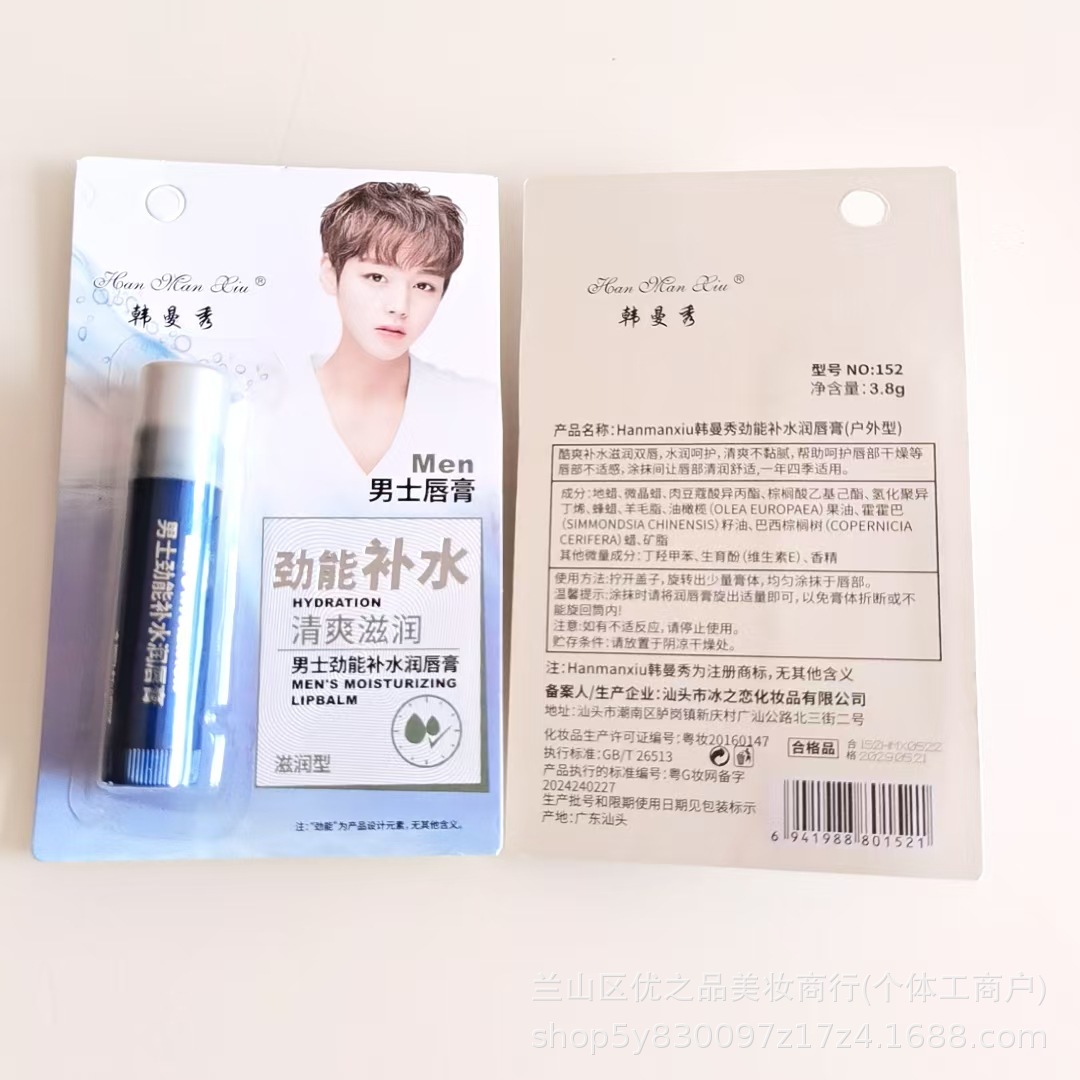 Han Man Xiu®
韩曼秀
Men
男士唇膏
劲能补水
HYDRATION
清爽滋润
男士劲能补水润唇膏
MEN'S MOISTURIZING
LIPBALM
滋润型
注:“劲能”为产品设计元素,无其他含义。
男士劲能补水润唇膏
Han Man Xiu®
韩曼秀
型号 NO:152
净含量:3.8g
产品名称:Hanmanxiu韩曼秀劲能补水润唇膏(户外型)
酷爽补水滋润双唇,水润呵护,清爽不黏腻,帮助呵护唇部干燥等
唇部不适感,涂抹间让唇部清润舒适,一年四季适用。
成分:地蜡、微晶蜡、肉豆蔻酸异丙酯、棕榈酸乙基己酯、氢化聚异
丁烯、蜂蜡、羊毛脂、油橄榄(OLEA EUROPAEA)果油、霍霍巴
(SIMMONDSIA CHINENSIS)籽油、巴西棕榈树(COPERNICIA
CERIFERA)蜡、矿脂
其他微量成分:丁羟甲苯、生育酚(维生素E)、香精
使用方法:拧开盖子,旋转出少量膏体,均匀涂抹于唇部。
温馨提示:涂抹时请将润唇膏旋出适量即可,以免膏体折断或不
能旋回筒内!
注意:如有不适反应,请停止使用。
贮存条件:请放置于阴凉干燥处。
注:Hanmanxiu韩曼秀为注册商标,无其他含义
备案人/生产企业:汕头市冰之恋化妆品有限公司
地址:汕头市潮南区胪岗镇新庆村广汕公路北三街二号
化妆品生产许可证编号:粤妆20160147
执行标准:GB/T 26513
产品执行的标准编号:粤G妆网备字
2024240227
生产批号和限期使用日期见包装标示
产地:广东汕头
合格品
合格
152HMX0522
20290521
6 941988 801521
兰山区优之品美妆商行(个体工商户)
shop5y830097z17z4.1688.com